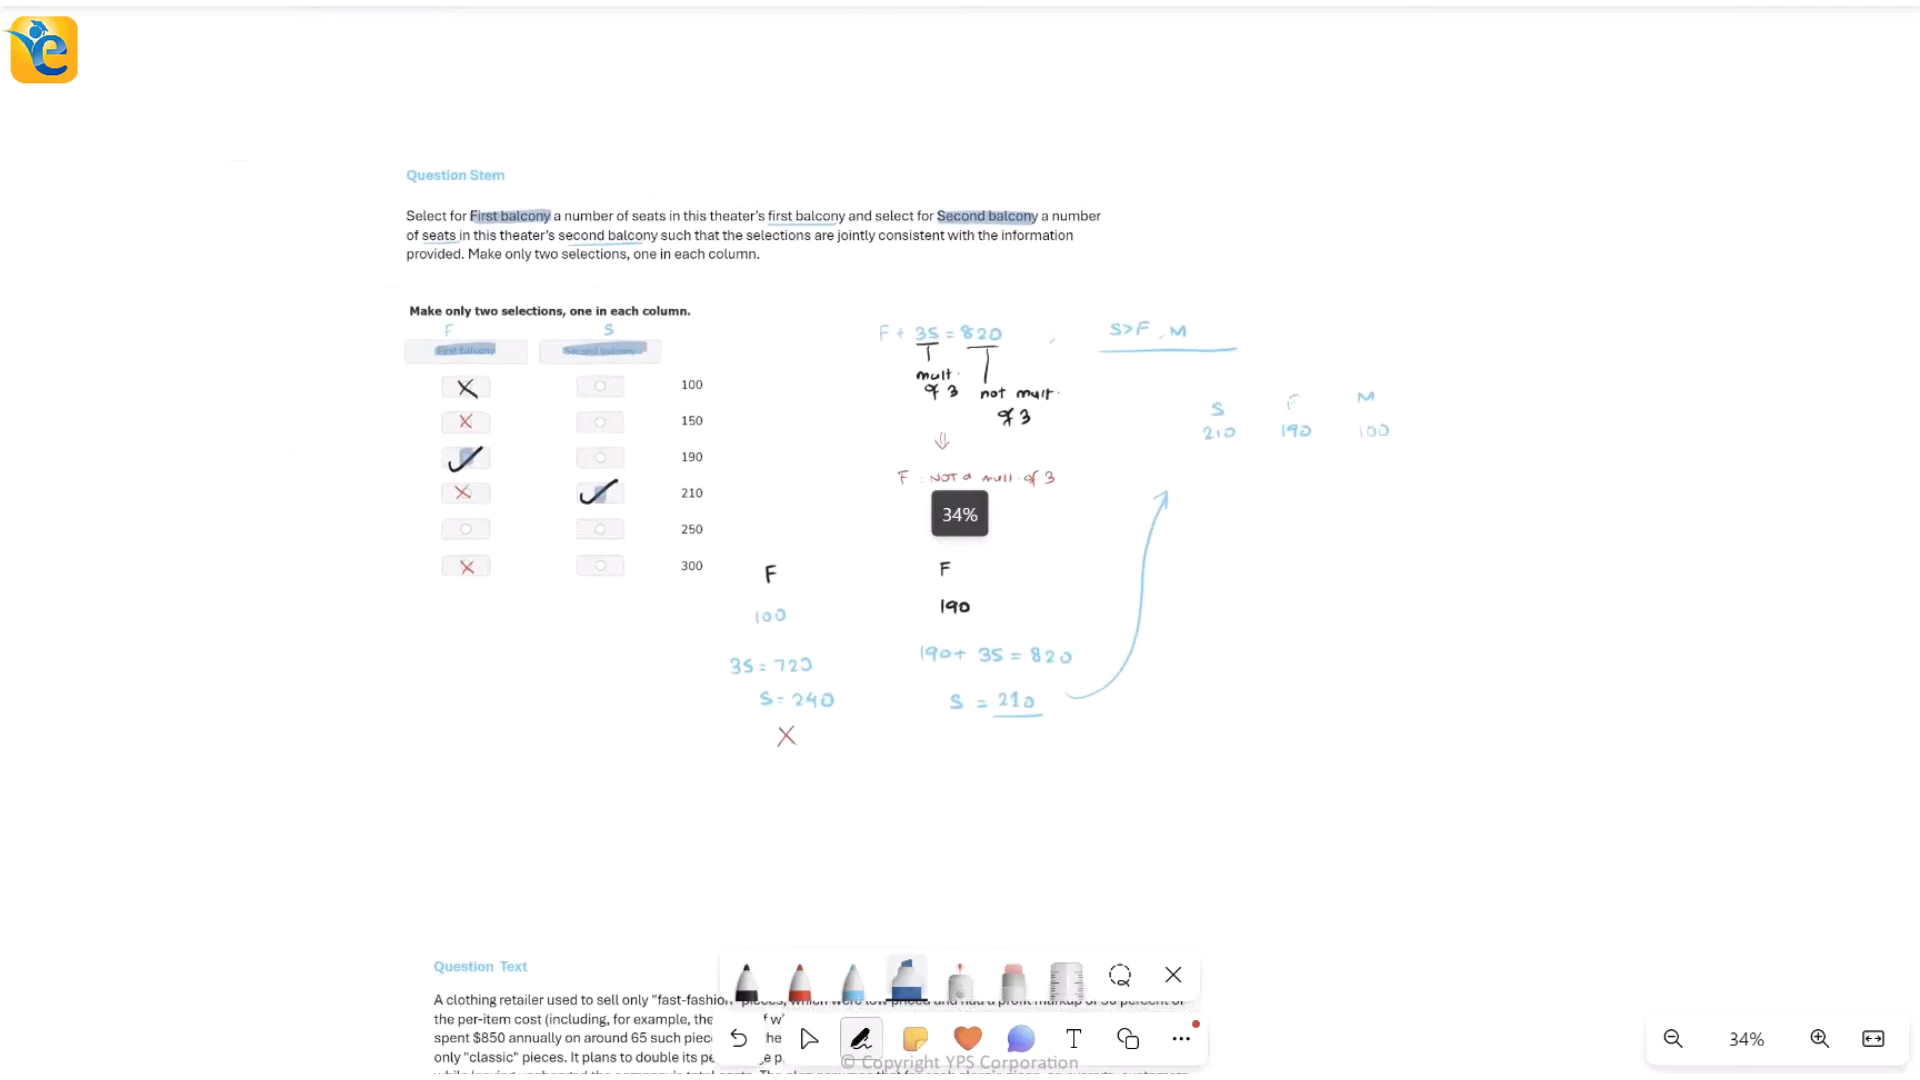 Question Stem
Select for First balcony a number of seats in this theater's first balcony and select for Second balcony a number
of seats in this theater's second balcony such that the selections are jointly consistent with the information
provided. Make only two selections, one in each column.
Make only two selections, one in each column.
F S
First balcony Second balcony
100
150
190
210
250
300
F + 3S = 820 , S>F, M
mult. of 3
not mult. of 3
⇓
F : NOT a mult. of 3
34%
S F M
210 190 100
F
100
3S = 720
S = 240
X
F
190
190 + 3S = 820
S = 210
Question Text
A clothing retailer used to sell only "fast-fashion"
the per-item cost (including, for example, the
spent $850 annually on around 65 such
only "classic" pieces. It plans to double its
T
© Copyright YPS Corporation
34%